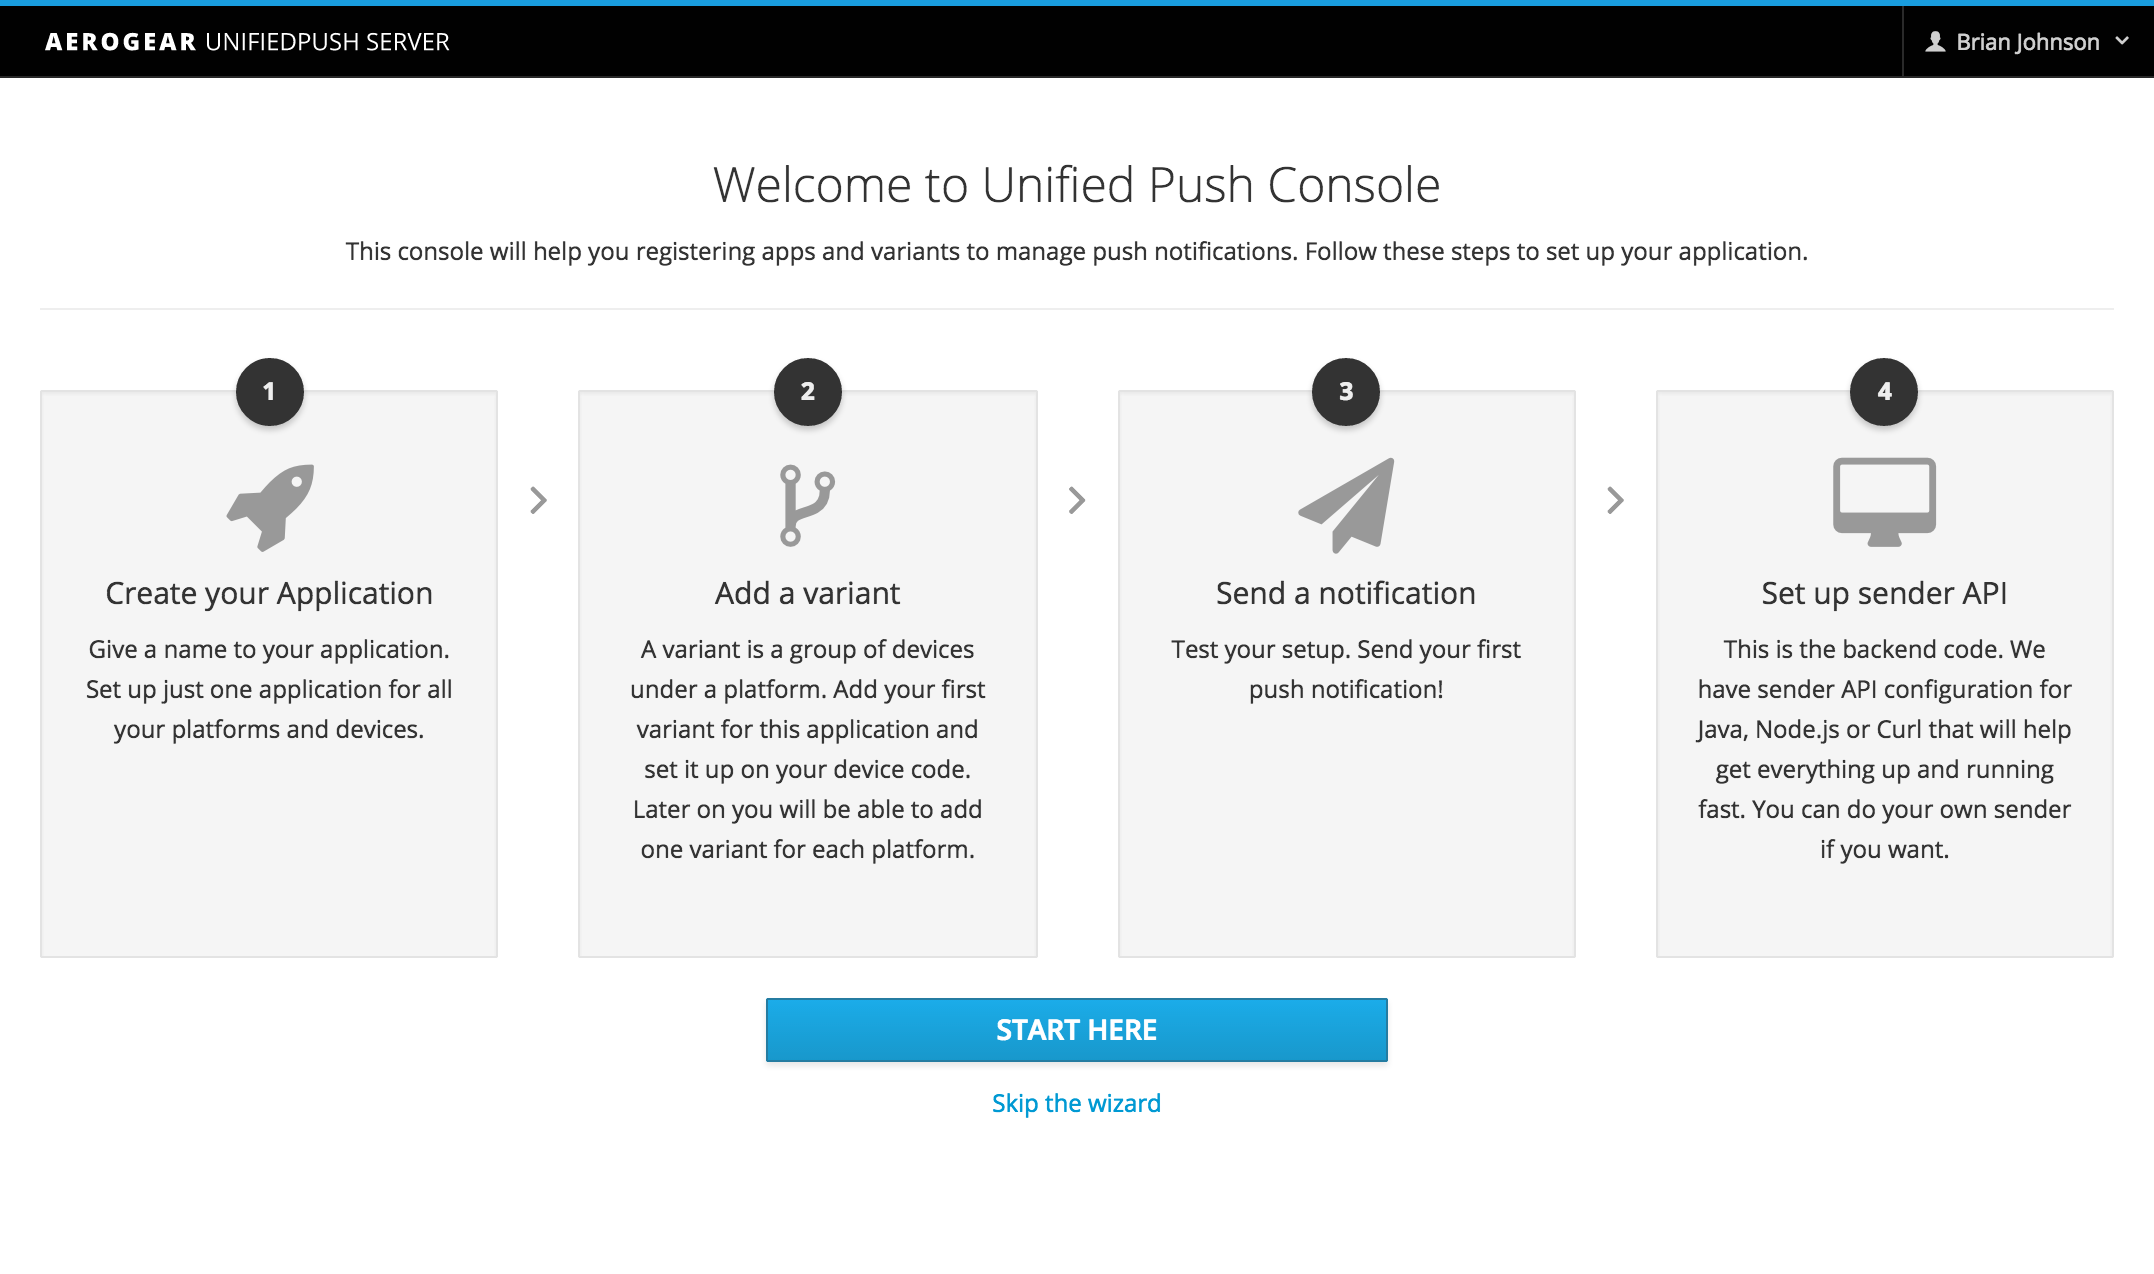 AEROGEAR UNIFIEDPUSH SERVER
Brian Johnson
Welcome to Unified Push Console
This console will help you registering apps and variants to manage push notifications. Follow these steps to set up your application.
1
Create your Application
Give a name to your application.
Set up just one application for all
your platforms and devices.
2
Add a variant
A variant is a group of devices
under a platform. Add your first
variant for this application and
set it up on your device code.
Later on you will be able to add
one variant for each platform.
3
Send a notification
Test your setup. Send your first
push notification!
4
Set up sender API
This is the backend code. We
have sender API configuration for
Java, Node.js or Curl that will help
get everything up and running
fast. You can do your own sender
if you want.
START HERE
Skip the wizard